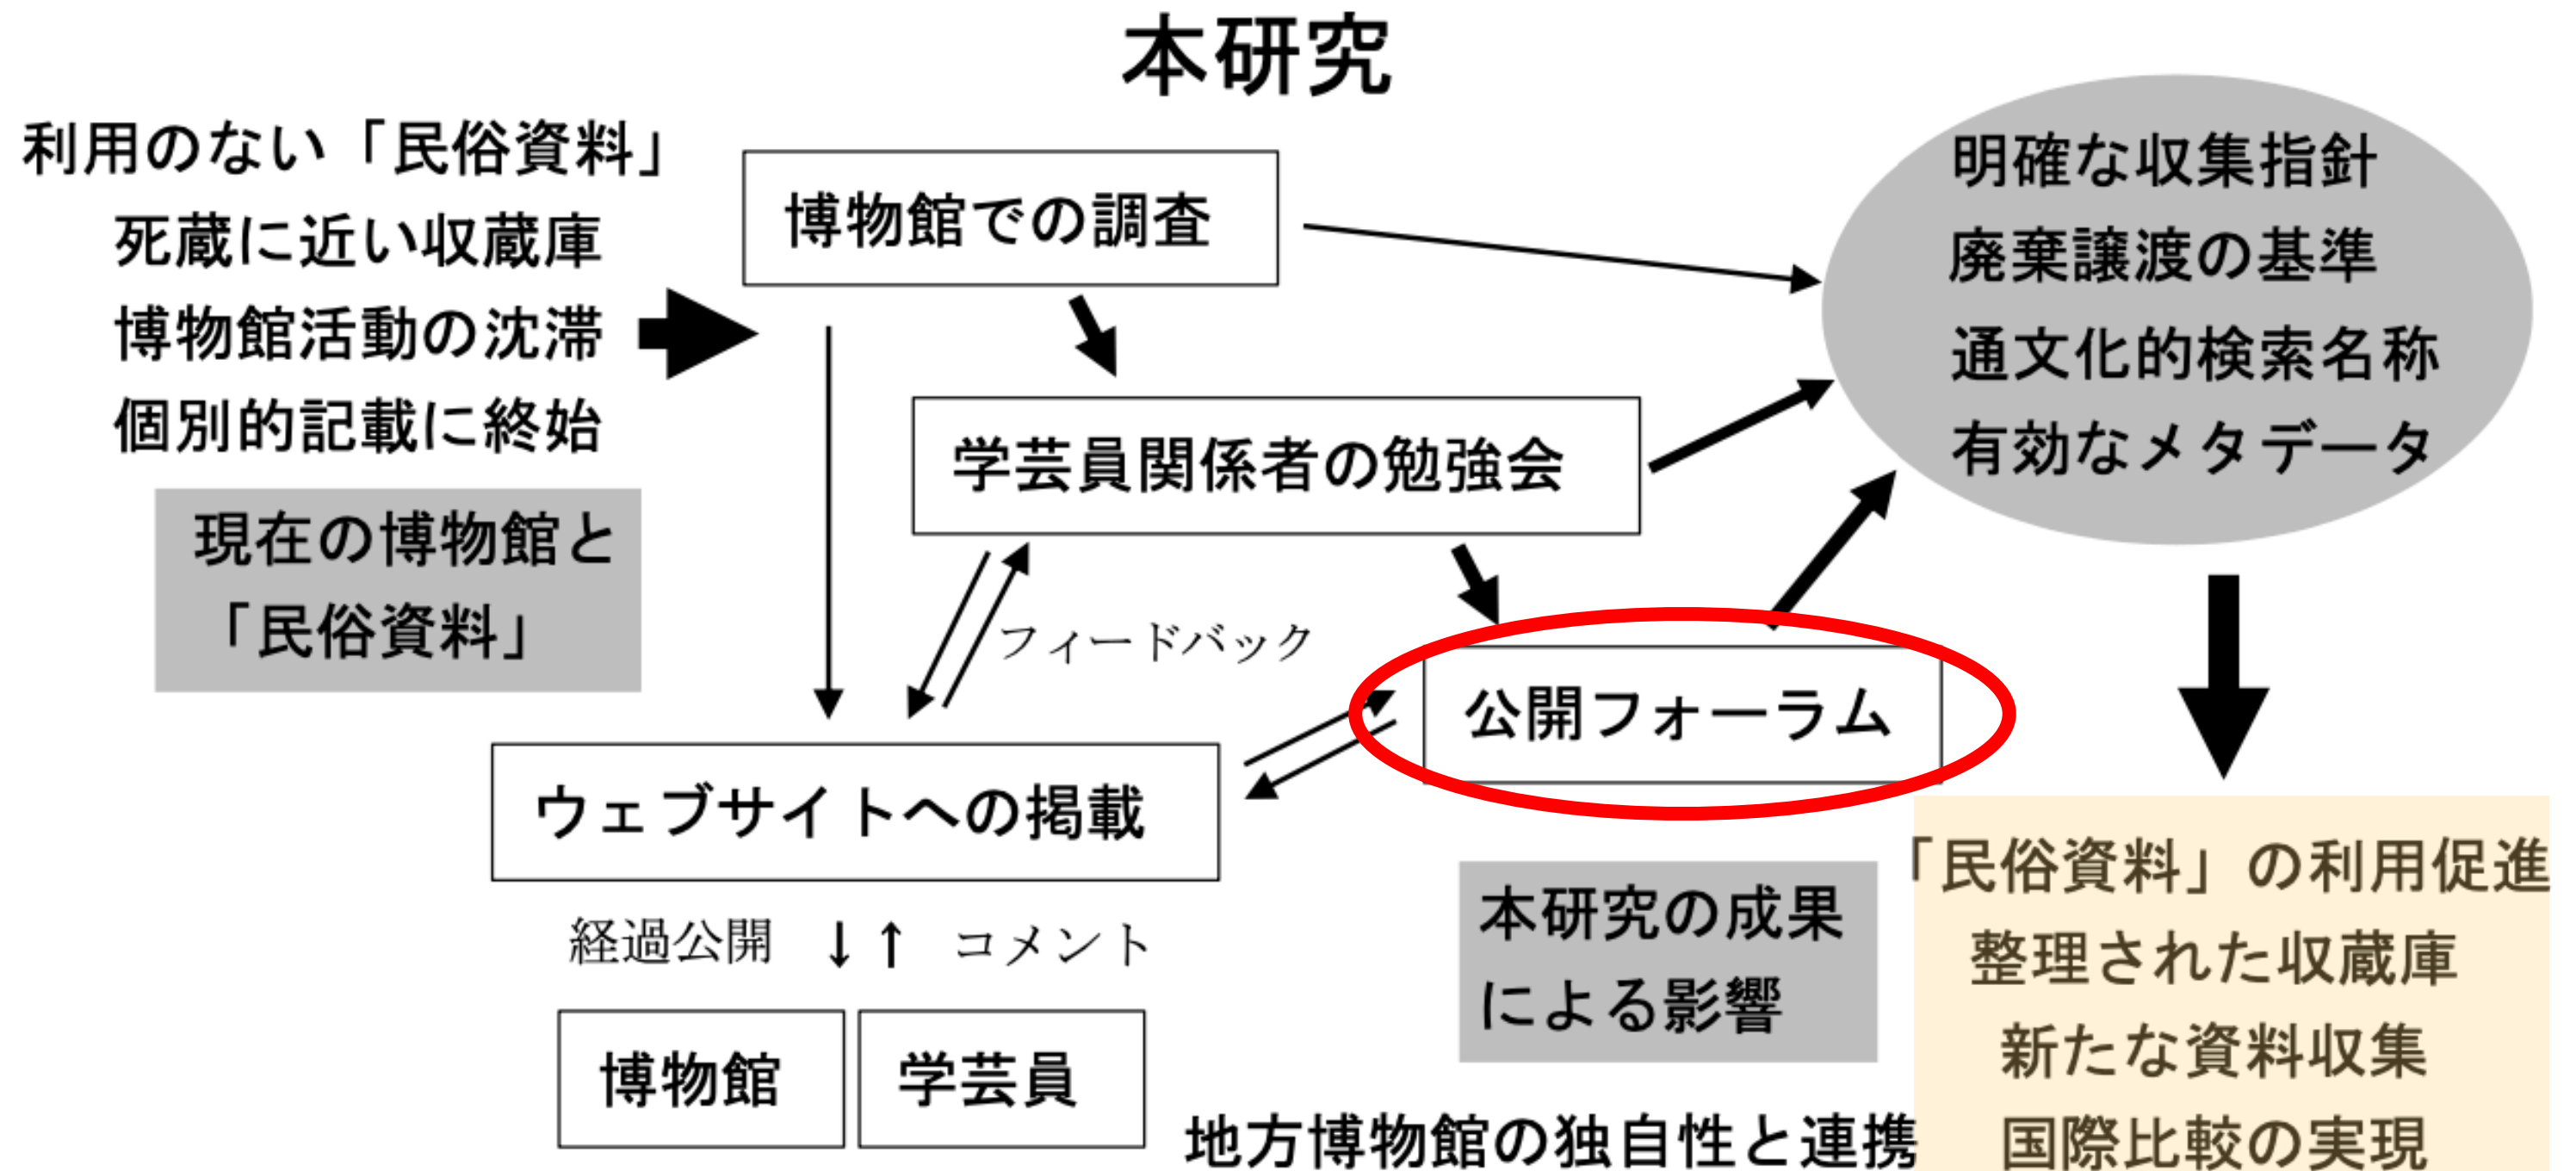 本研究
利用のない「民俗資料」
死蔵に近い収蔵庫
博物館活動の沈滞
個別的記載に終始
現在の博物館と
「民俗資料」
博物館での調査
学芸員関係者の勉強会
フィードバック
公開フォーラム
ウェブサイトへの掲載
経過公開 ↓↑ コメント
博物館
学芸員
明確な収集指針
廃棄譲渡の基準
通文化的検索名称
有効なメタデータ
本研究の成果
による影響
「民俗資料」の利用促進
整理された収蔵庫
新たな資料収集
地方博物館の独自性と連携
国際比較の実現